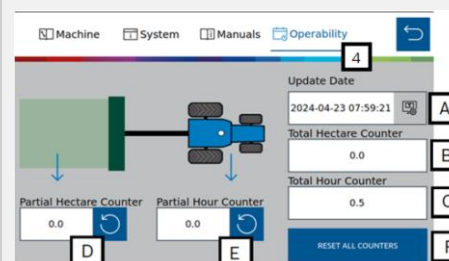 Machine System Manuals Operability
4
Update Date
2024-04-23 07:59:21 A
Total Hectare Counter
0.0 B
Total Hour Counter
0.5 C
Partial Hectare Counter Partial Hour Counter
0.0 0.0
D E
RESET ALL COUNTERS F